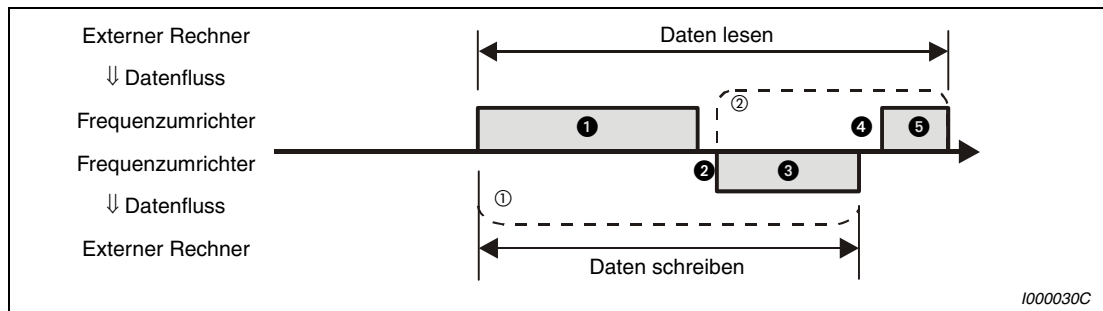 Externer Rechner
Daten lesen
⇓ Datenfluss
②
Frequenzumrichter
❶
❹
❺
Frequenzumrichter
❷
❸
⇓ Datenfluss
①
Externer Rechner
Daten schreiben
I000030C